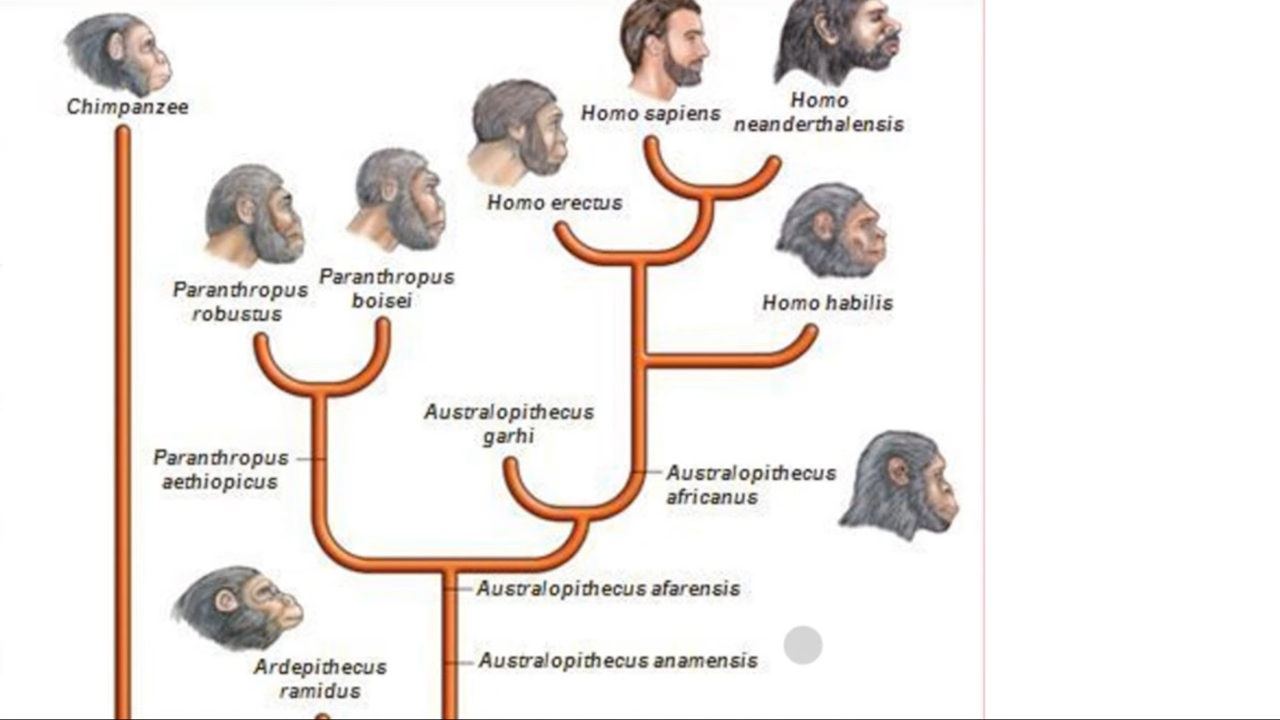 Chimpanzee
Homo sapiens
Homo
neanderthalensis
Homo erectus
Paranthropus
robustus
Paranthropus
boisei
Homo habilis
Australopithecus
garhi
Paranthropus
aethiopicus
Australopithecus
africanus
Australopithecus afarensis
Ardepithecus
ramidus
Australopithecus anamensis